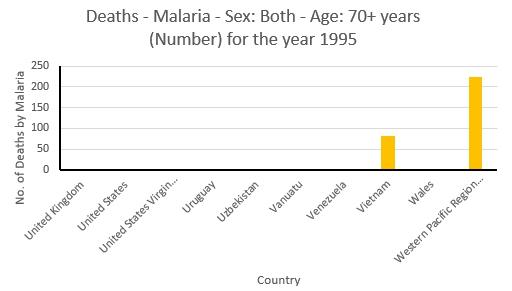 Deaths - Malaria - Sex: Both - Age: 70+ years
(Number) for the year 1995
No. of Deaths by Malaria
250
200
150
100
50
0
United Kingdom
United States
United States Virgin...
Uruguay
Uzbekistan
Vanuatu
Venezuela
Vietnam
Wales
Western Pacific Region...
Country